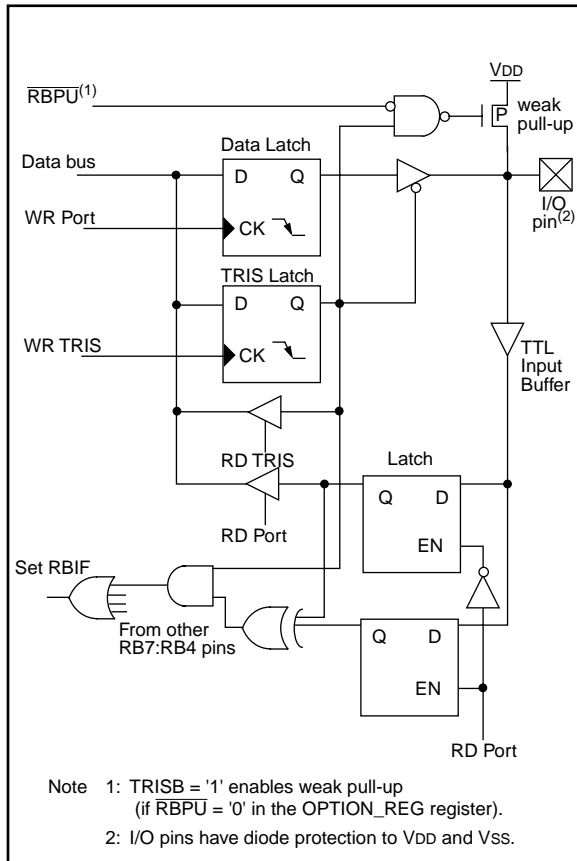 VDD
RBPU(1)
P
weak
pull-up
Data Latch
Data bus
D
Q
I/O
pin(2)
WR Port
CK
TRIS Latch
D
Q
WR TRIS
CK
TTL
Input
Buffer
RD TRIS
Latch
Q
D
RD Port
EN
Set RBIF
From other
RB7:RB4 pins
Q
D
EN
RD Port
Note 1: TRISB = '1' enables weak pull-up
(if RBPU = '0' in the OPTION_REG register).
2: I/O pins have diode protection to VDD and VSS.